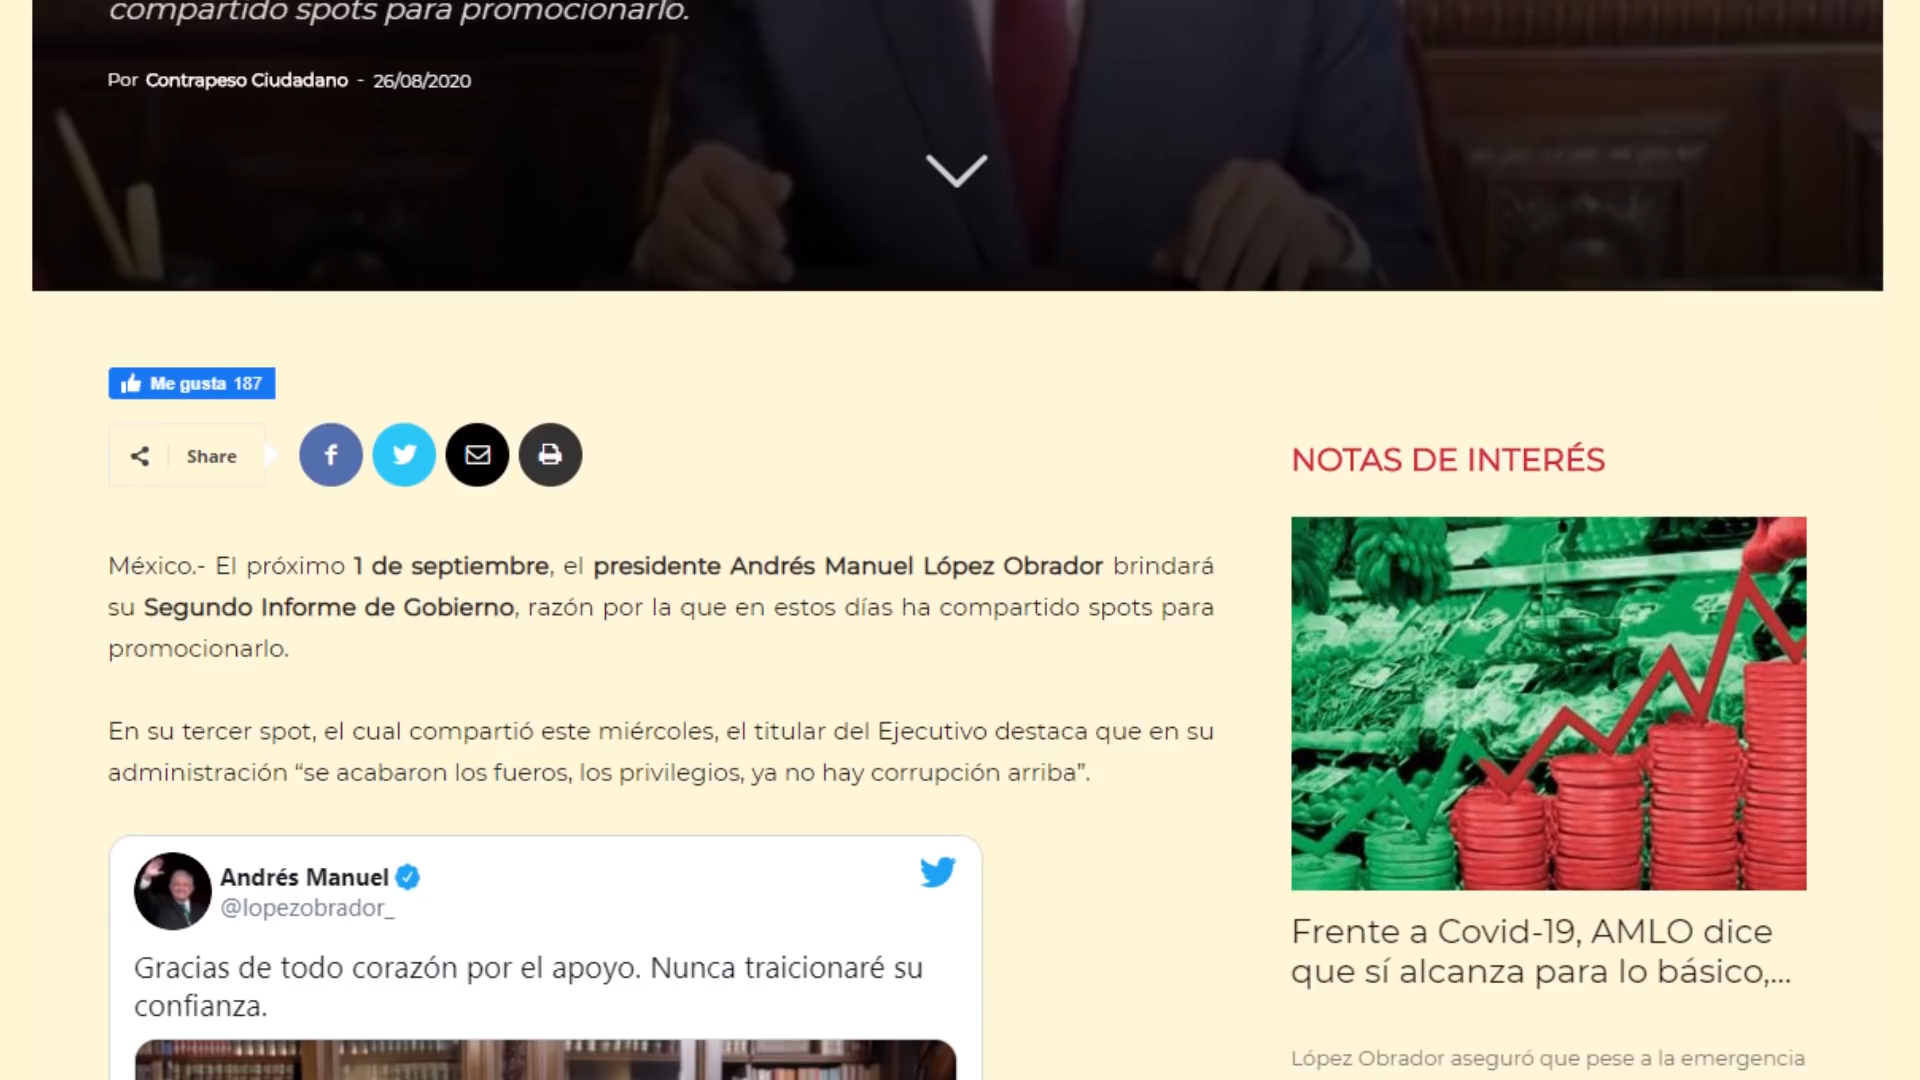 compartido spots para promocionarlo.
Por Contrapeso Ciudadano - 26/08/2020
Me gusta 187
Share
México.- El próximo 1 de septiembre, el presidente Andrés Manuel López Obrador brindará
su Segundo Informe de Gobierno, razón por la que en estos días ha compartido spots para
promocionarlo.
En su tercer spot, el cual compartió este miércoles, el titular del Ejecutivo destaca que en su
administración “se acabaron los fueros, los privilegios, ya no hay corrupción arriba”.
Andrés Manuel
@lopezobrador_
Gracias de todo corazón por el apoyo. Nunca traicionaré su
confianza.
NOTAS DE INTERÉS
Frente a Covid-19, AMLO dice
que sí alcanza para lo básico,...
López Obrador aseguró que pese a la emergencia